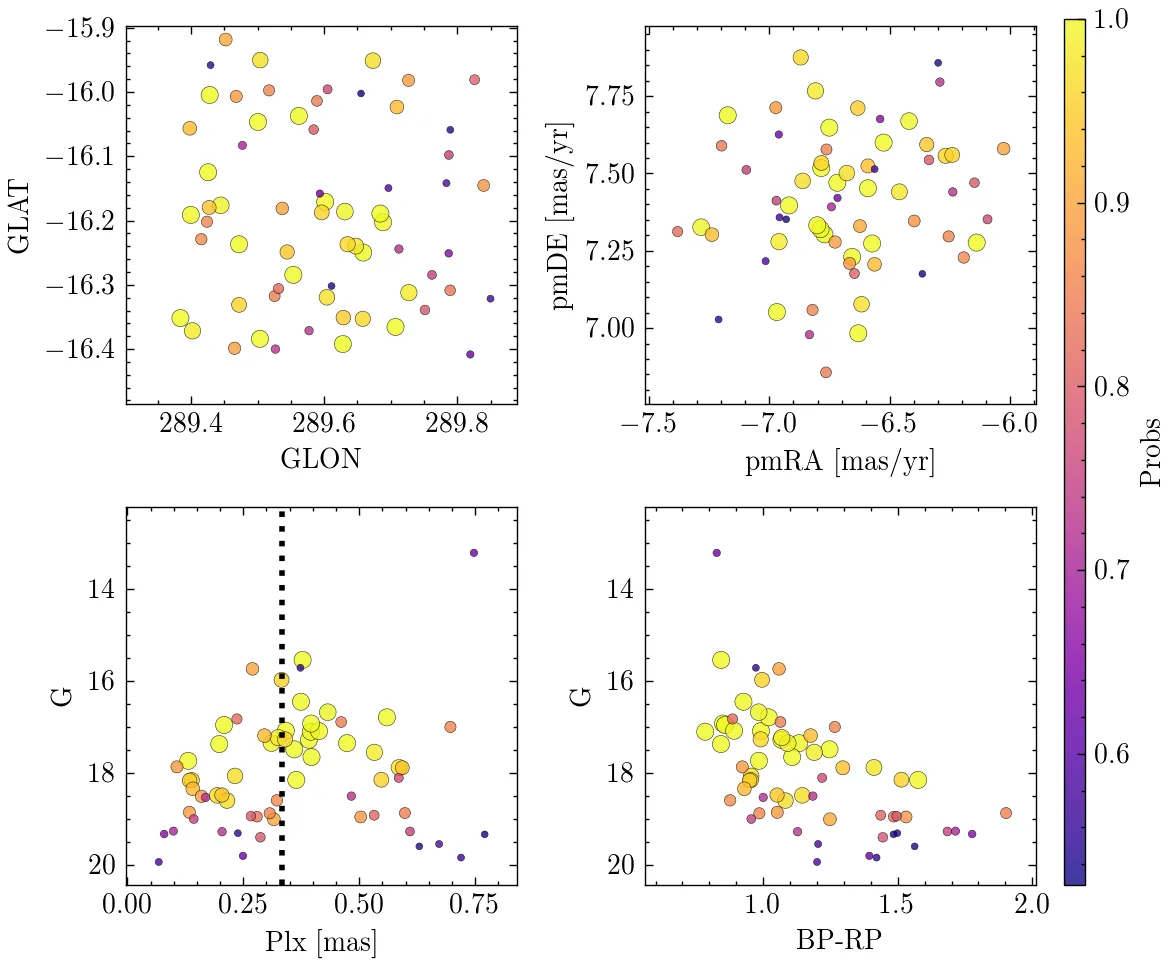 −15.9
−16.0
−16.1
−16.2
−16.3
−16.4
GLAT
289.4 289.6 289.8
GLON
7.75
7.50
7.25
7.00
pmDE [mas/yr]
−7.5 −7.0 −6.5 −6.0
pmRA [mas/yr]
14
16
18
20
G
0.00 0.25 0.50 0.75
Plx [mas]
14
16
18
20
G
1.0 1.5 2.0
BP-RP
1.0
0.9
0.8
0.7
0.6
Probs